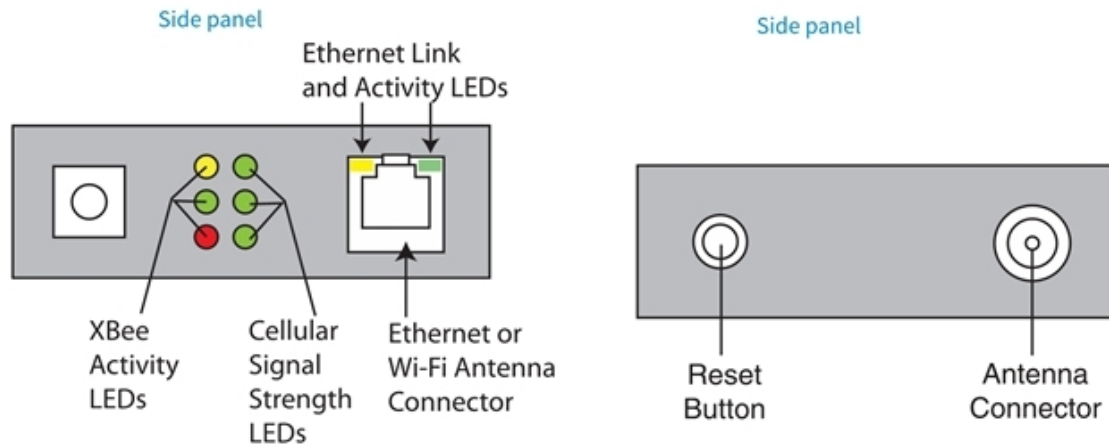 Side panel
Ethernet Link
and Activity LEDs
XBee
Activity
LEDs
Cellular
Signal
Strength
LEDs
Ethernet or
Wi-Fi Antenna
Connector
Side panel
Reset
Button
Antenna
Connector